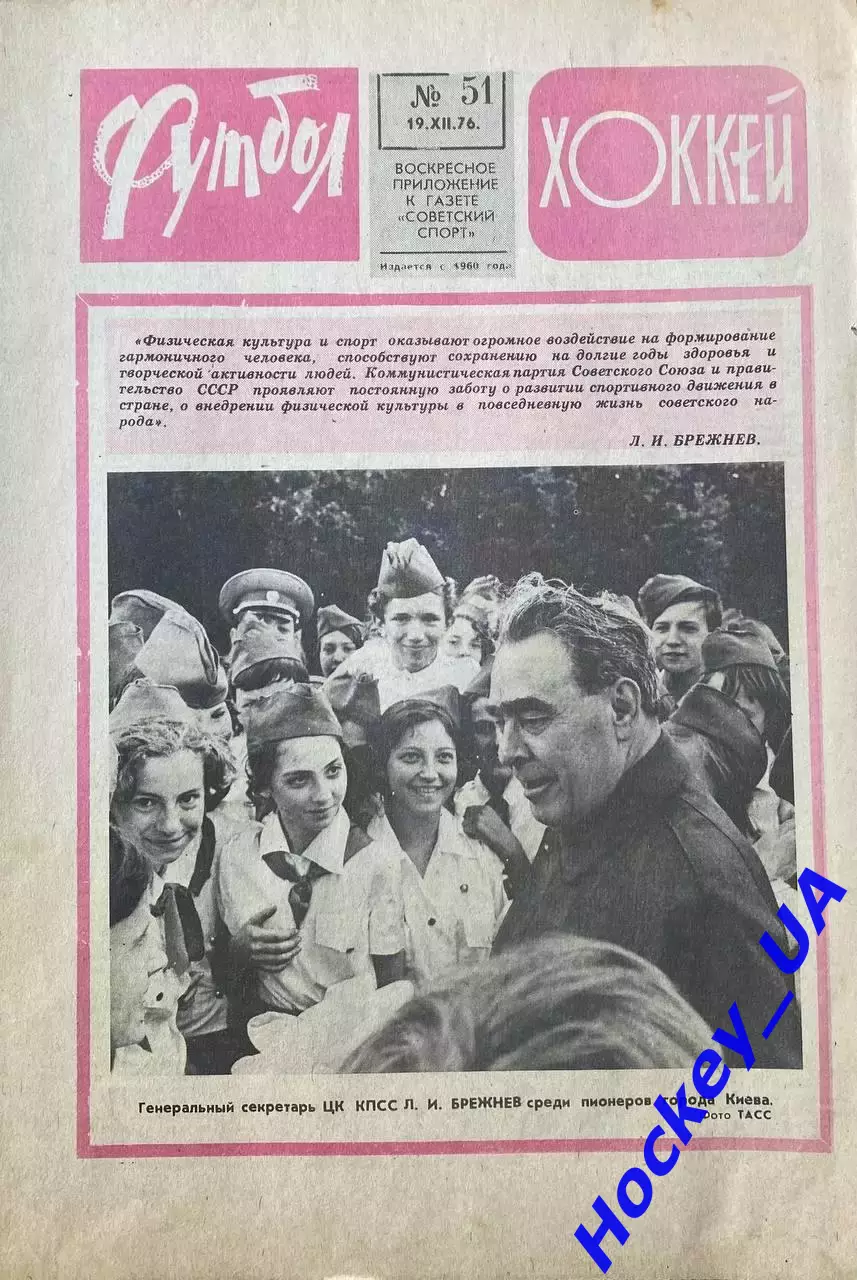 Футбол
№ 51
19.XII.76.
ВОСКРЕСНОЕ
ПРИЛОЖЕНИЕ
К ГАЗЕТЕ
«СОВЕТСКИЙ
СПОРТ»
Издается с 1960 года
ХОККЕЙ
«Физическая культура и спорт оказывают огромное воздействие на формирование
гармоничного человека, способствуют сохранению на долгие годы здоровья и
творческой активности людей. Коммунистическая партия Советского Союза и прави-
тельство СССР проявляют постоянную заботу о развитии спортивного движения в
стране, о внедрении физической культуры в повседневную жизнь советского на-
рода».
Л. И. БРЕЖНЕВ.
Генеральный секретарь ЦК КПСС Л. И. БРЕЖНЕВ среди пионеров города Киева.
Фото ТАСС
Hockey_UA